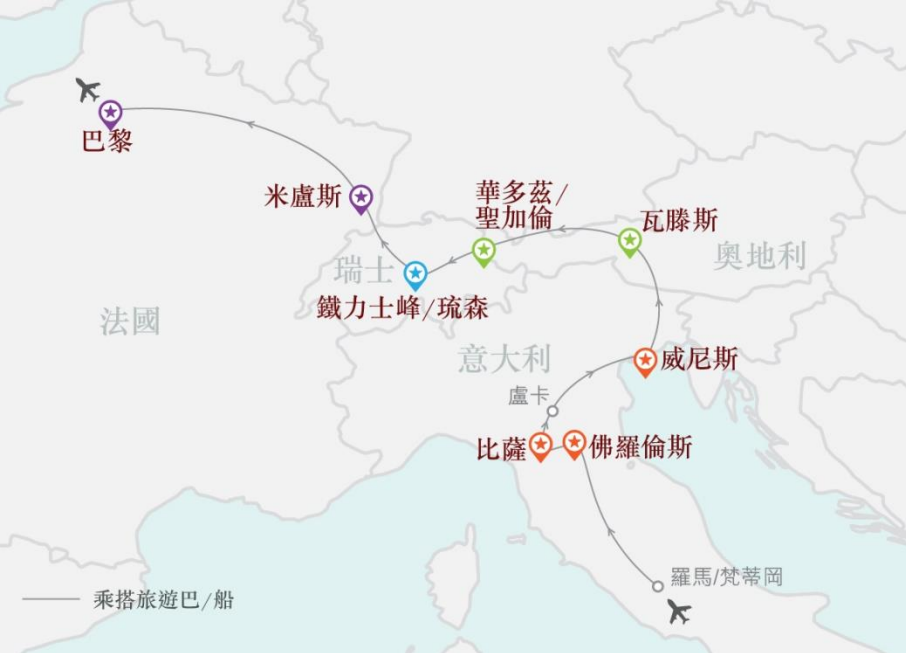 巴黎
米盧斯
華多茲/
聖加倫
瓦滕斯
奧地利
瑞士
鐵力士峰/琉森
法國
意大利
威尼斯
盧卡
比薩
佛羅倫斯
羅馬/梵蒂岡
乘搭旅遊巴/船